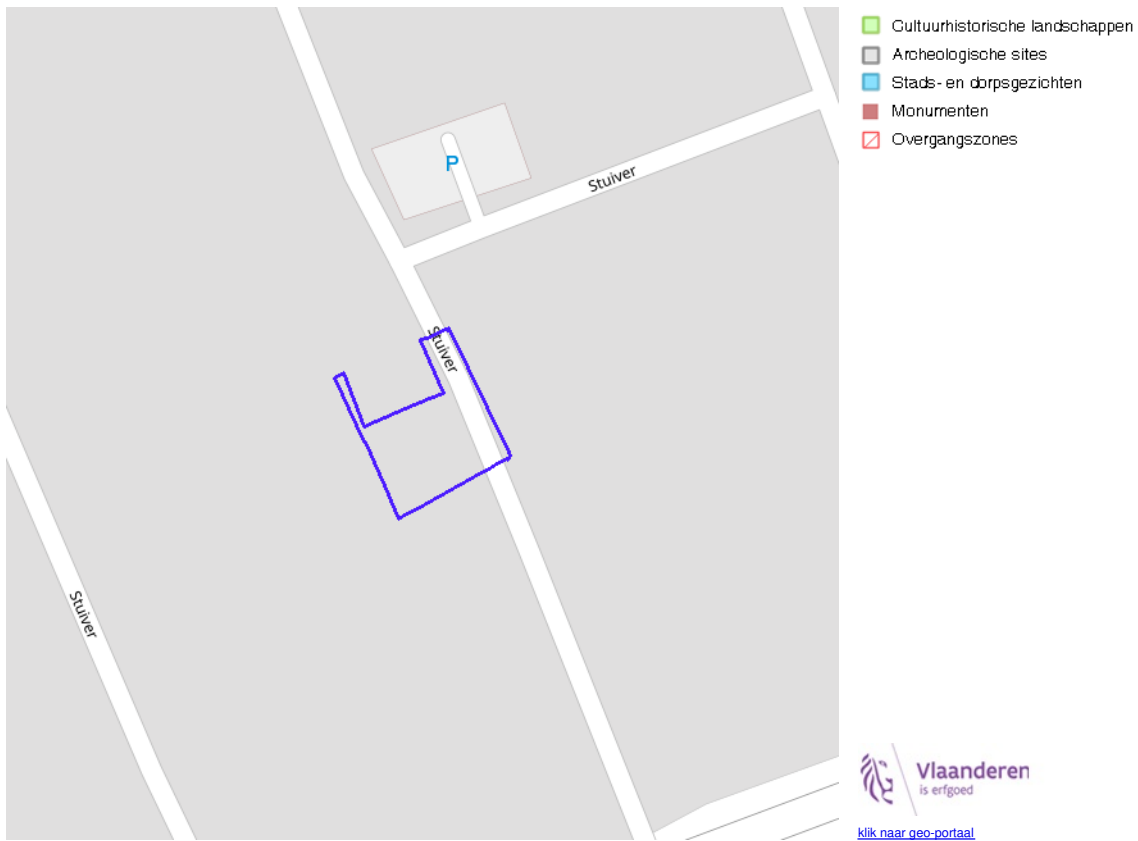 P
Stuiver
Stuiver
Stuiver
Cultuurhistorische landschappen
Archeologische sites
Stads- en dorpsgezichten
Monumenten
Overgangszones
Vlaanderen
is erfgoed
klik naar geo-portaal